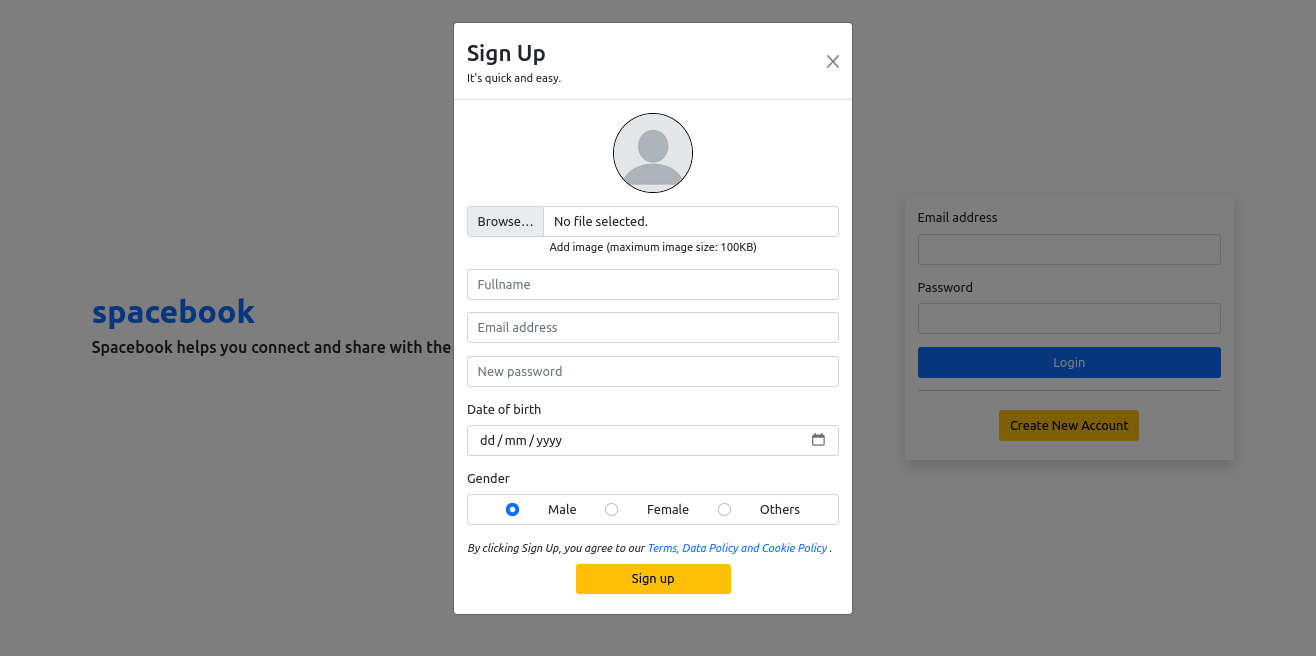 Sign Up
It's quick and easy.
Browse...
No file selected.
Add image (maximum image size: 100KB)
Fullname
Email address
New password
Date of birth
dd / mm / yyyy
Gender
Male
Female
Others
By clicking Sign Up, you agree to our Terms, Data Policy and Cookie Policy .
Sign up
spacebook
Spacebook helps you connect and share with the
Email address
Password
Login
Create New Account